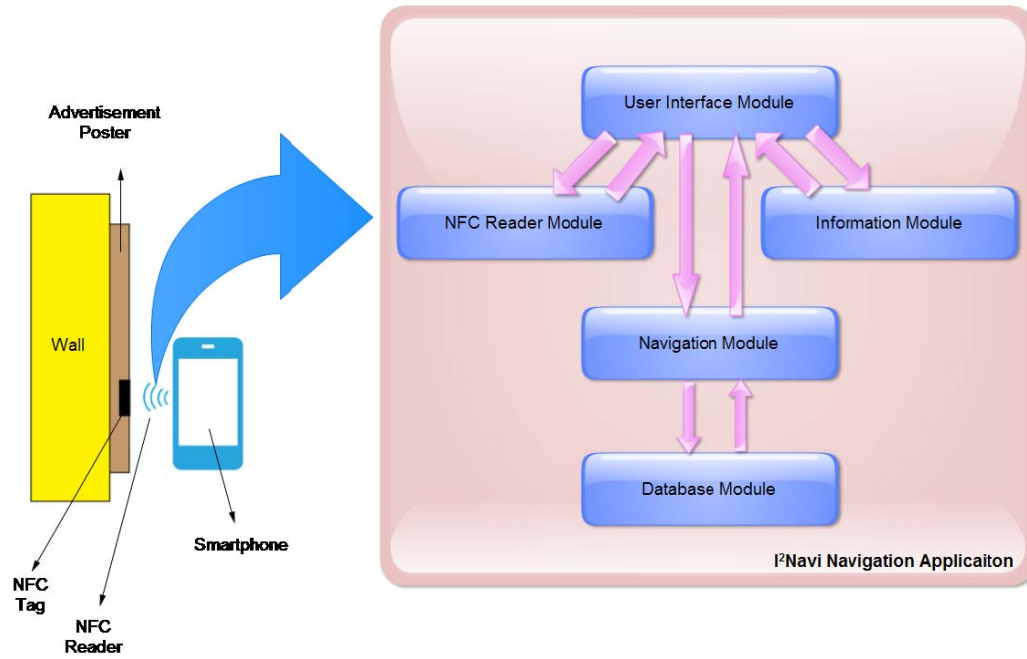 Advertisement
Poster
Wall
NFC
Tag
NFC
Reader
Smartphone
User Interface Module
NFC Reader Module
Information Module
Navigation Module
Database Module
I²Navi Navigation Applicaiton